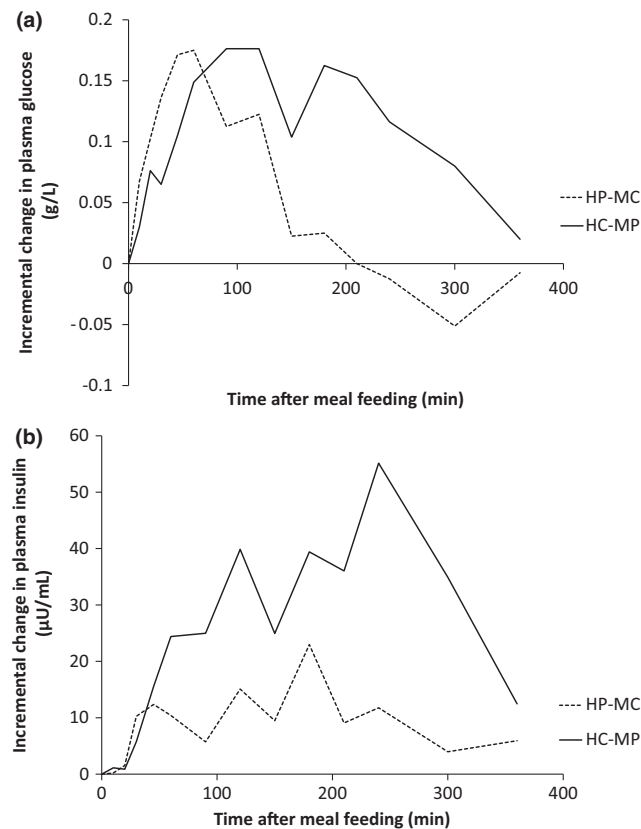 (a)
0.2
0.15
0.1
0.05
0
-0.05
-0.1
Incremental change in plasma glucose
(g/L)
0
100
200
300
400
HP-MC
HC-MP
Time after meal feeding (min)
(b)
60
50
40
30
20
10
0
Incremental change in plasma insulin
(µU/mL)
0
100
200
300
400
HP-MC
HC-MP
Time after meal feeding (min)